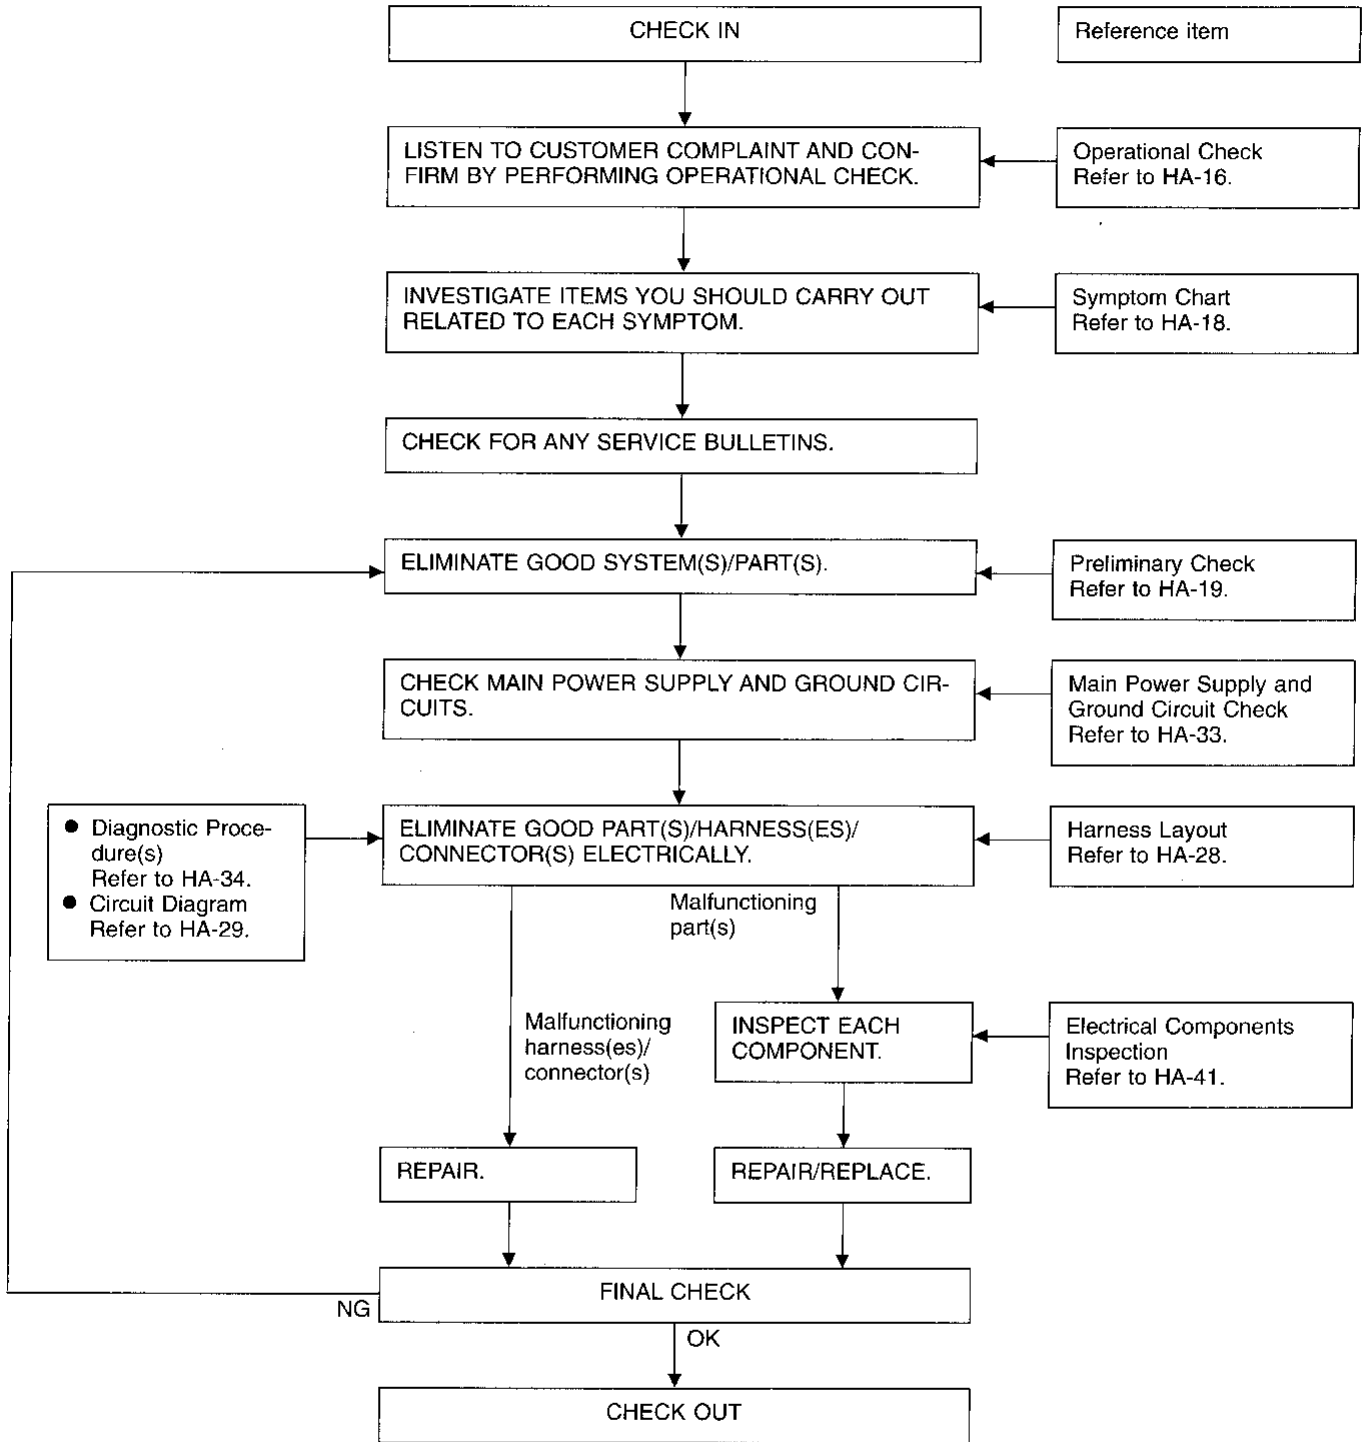 CHECK IN
Reference item
LISTEN TO CUSTOMER COMPLAINT AND CON-
FIRM BY PERFORMING OPERATIONAL CHECK.
Operational Check
Refer to HA-16.
INVESTIGATE ITEMS YOU SHOULD CARRY OUT
RELATED TO EACH SYMPTOM.
Symptom Chart
Refer to HA-18.
CHECK FOR ANY SERVICE BULLETINS.
ELIMINATE GOOD SYSTEM(S)/PART(S).
Preliminary Check
Refer to HA-19.
CHECK MAIN POWER SUPPLY AND GROUND CIR-
CUITS.
Main Power Supply and
Ground Circuit Check
Refer to HA-33.
● Diagnostic Proce-
dure(s)
Refer to HA-34.
● Circuit Diagram
Refer to HA-29.
ELIMINATE GOOD PART(S)/HARNESS(ES)/
CONNECTOR(S) ELECTRICALLY.
Harness Layout
Refer to HA-28.
Malfunctioning
part(s)
Malfunctioning
harness(es)/
connector(s)
INSPECT EACH
COMPONENT.
Electrical Components
Inspection
Refer to HA-41.
REPAIR.
REPAIR/REPLACE.
FINAL CHECK
NG
OK
CHECK OUT